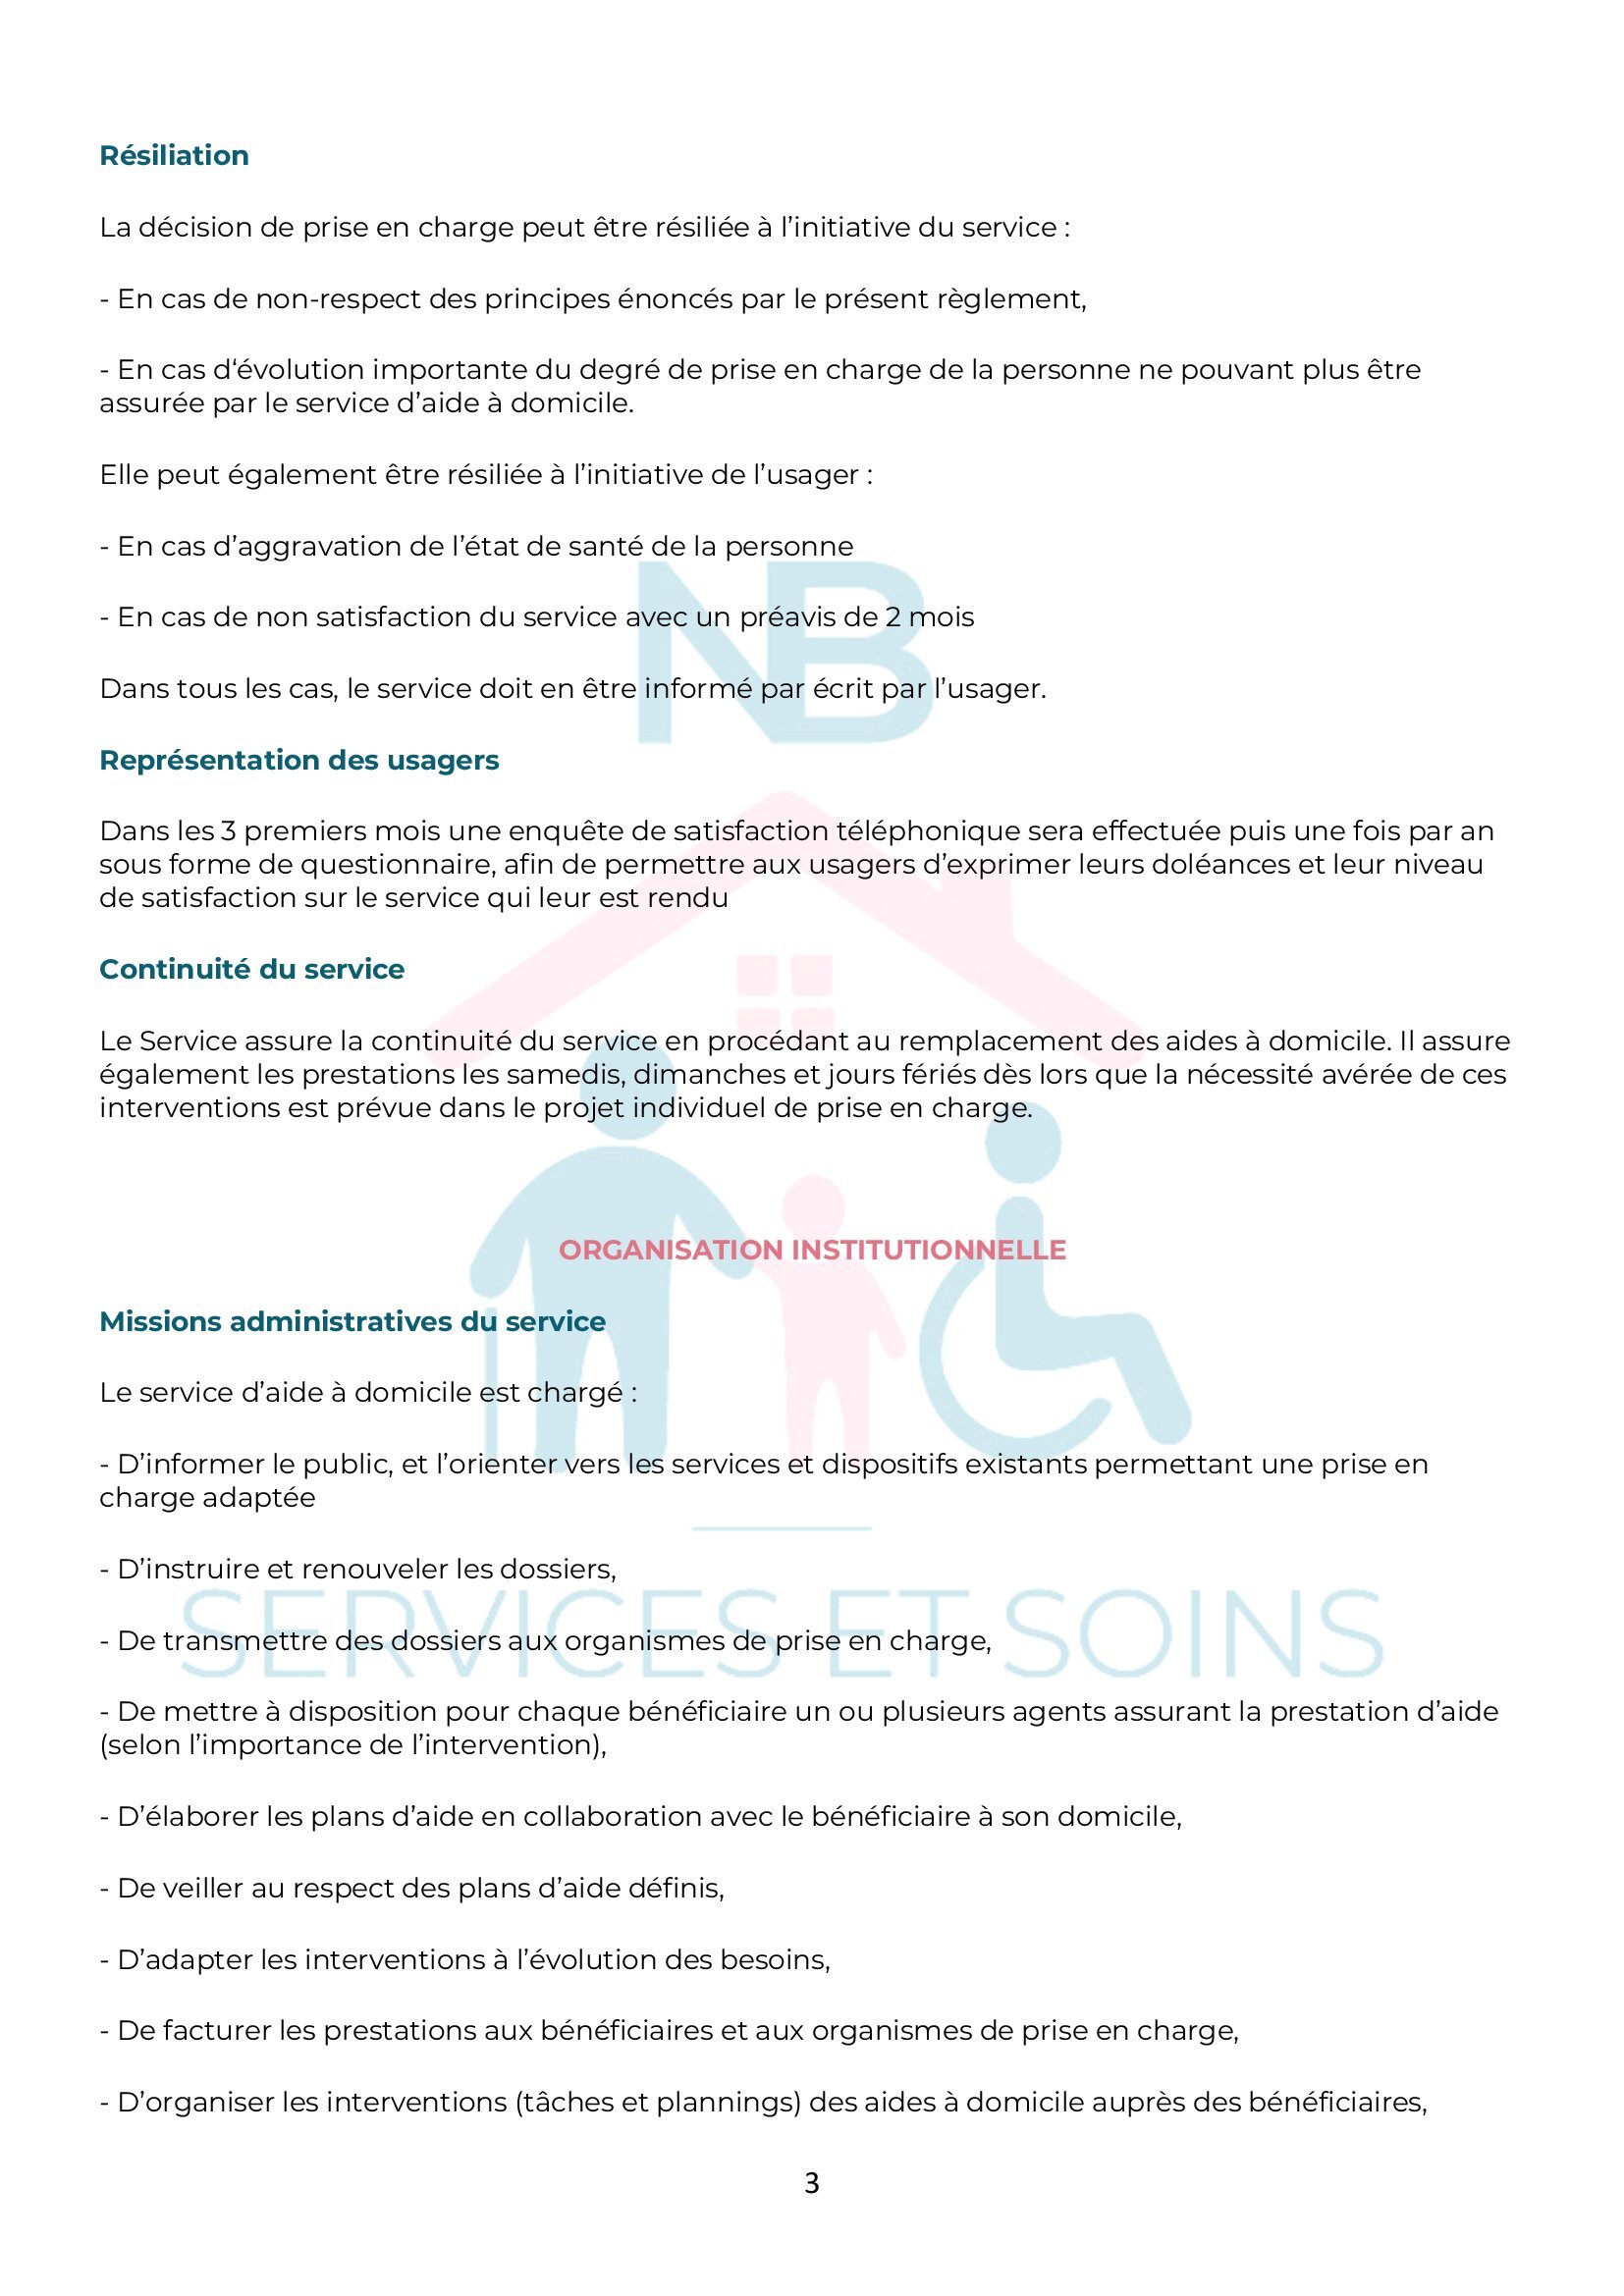 Résiliation
La décision de prise en charge peut être résiliée à l’initiative du service :
- En cas de non-respect des principes énoncés par le présent règlement,
- En cas d‘évolution importante du degré de prise en charge de la personne ne pouvant plus être
assurée par le service d’aide à domicile.
Elle peut également être résiliée à l’initiative de l’usager :
- En cas d’aggravation de l’état de santé de la personne
NB
- En cas de non satisfaction du service avec un préavis de 2 mois
Dans tous les cas, le service doit en être informé par écrit par l’usager.
Représentation des usagers
Dans les 3 premiers mois une enquête de satisfaction téléphonique sera effectuée puis une fois par an
sous forme de questionnaire, afin de permettre aux usagers d’exprimer leurs doléances et leur niveau
de satisfaction sur le service qui leur est rendu
Continuité du service
Le Service assure la continuité du service en procédant au remplacement des aides à domicile. Il assure
également les prestations les samedis, dimanches et jours fériés dès lors que la nécessité avérée de ces
interventions est prévue dans le projet individuel de prise en charge.
ORGANISATION INSTITUTIONNELLE
Missions administratives du service
Le service d’aide à domicile est chargé :
- D’informer le public, et l’orienter vers les services et dispositifs existants permettant une prise en
charge adaptée
- D’instruire et renouveler les dossiers,
SERVICES ET SOINS
- De transmettre des dossiers aux organismes de prise en charge,
- De mettre à disposition pour chaque bénéficiaire un ou plusieurs agents assurant la prestation d’aide
(selon l’importance de l’intervention),
- D’élaborer les plans d’aide en collaboration avec le bénéficiaire à son domicile,
- De veiller au respect des plans d’aide définis,
- D’adapter les interventions à l’évolution des besoins,
- De facturer les prestations aux bénéficiaires et aux organismes de prise en charge,
- D’organiser les interventions (tâches et plannings) des aides à domicile auprès des bénéficiaires,
3